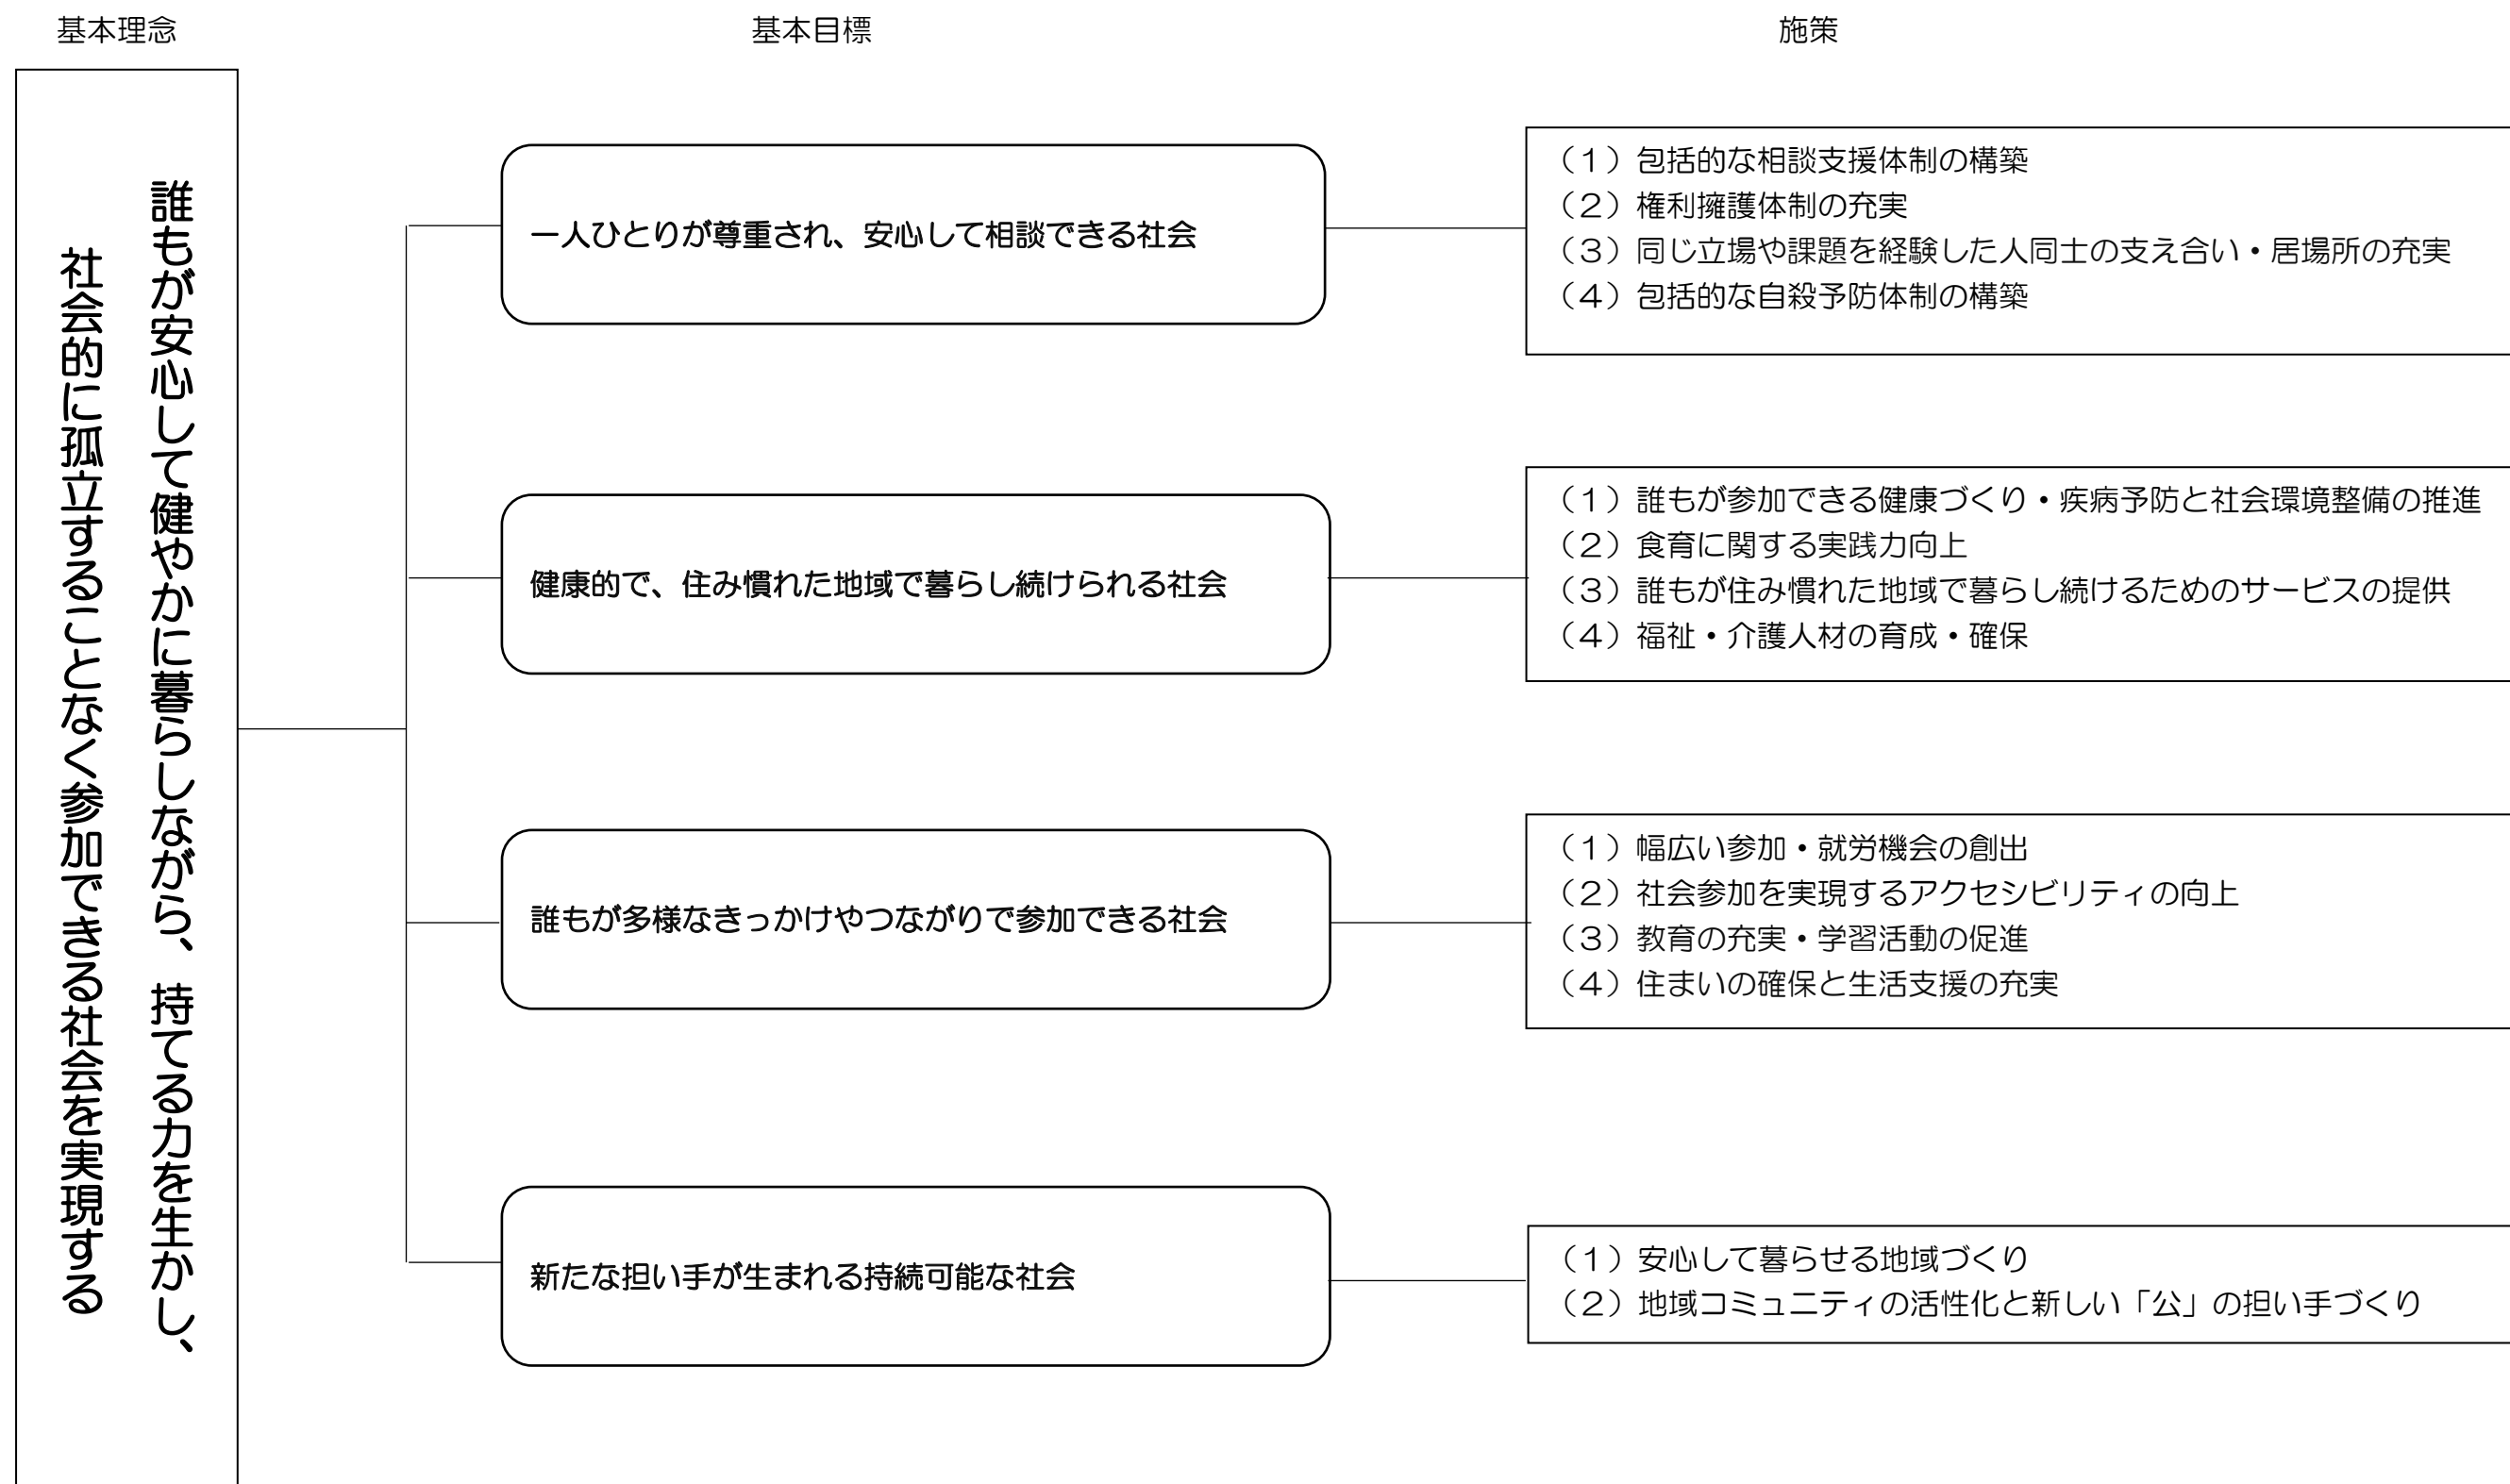 基本理念
基本目標
施策
誰もが安心して健やかに暮らしながら、持てる力を生かし、
社会的に孤立することなく参加できる社会を実現する
一人ひとりが尊重され、安心して相談できる社会
（１）包括的な相談支援体制の構築
（２）権利擁護体制の充実
（３）同じ立場や課題を経験した人同士の支え合い・居場所の充実
（４）包括的な自殺予防体制の構築
健康的で、住み慣れた地域で暮らし続けられる社会
（１）誰もが参加できる健康づくり・疾病予防と社会環境整備の推進
（２）食育に関する実践力向上
（３）誰もが住み慣れた地域で暮らし続けるためのサービスの提供
（４）福祉・介護人材の育成・確保
誰もが多様なきっかけやつながりで参加できる社会
（１）幅広い参加・就労機会の創出
（２）社会参加を実現するアクセシビリティの向上
（３）教育の充実・学習活動の促進
（４）住まいの確保と生活支援の充実
新たな担い手が生まれる持続可能な社会
（１）安心して暮らせる地域づくり
（２）地域コミュニティの活性化と新しい「公」の担い手づくり